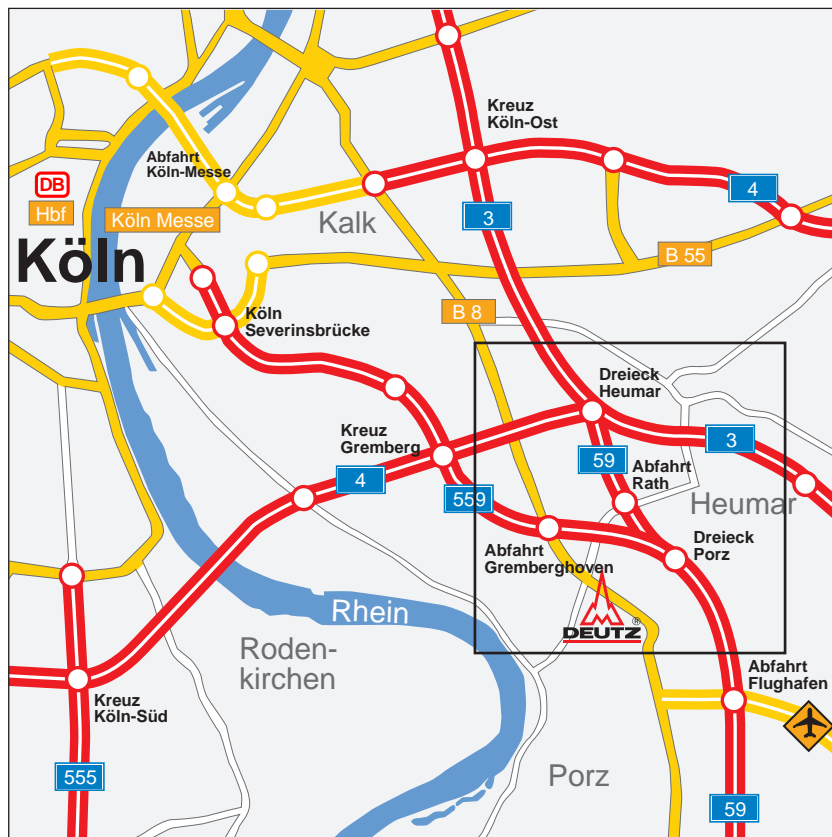 Kreuz
Köln-Ost
Abfahrt
Köln-Messe
DB
Hbf
Köln Messe
Kalk
3
4
Köln
B 55
B 8
Köln
Severinsbrücke
Dreieck
Heumar
Kreuz
Gremberg
3
59
4
559
Abfahrt
Rath
Heumar
Abfahrt
Gremberghoven
Dreieck
Porz
Rhein
DEUTZ ®
Roden-
kirchen
Abfahrt
Flughafen
Kreuz
Köln-Süd
555
Porz
59